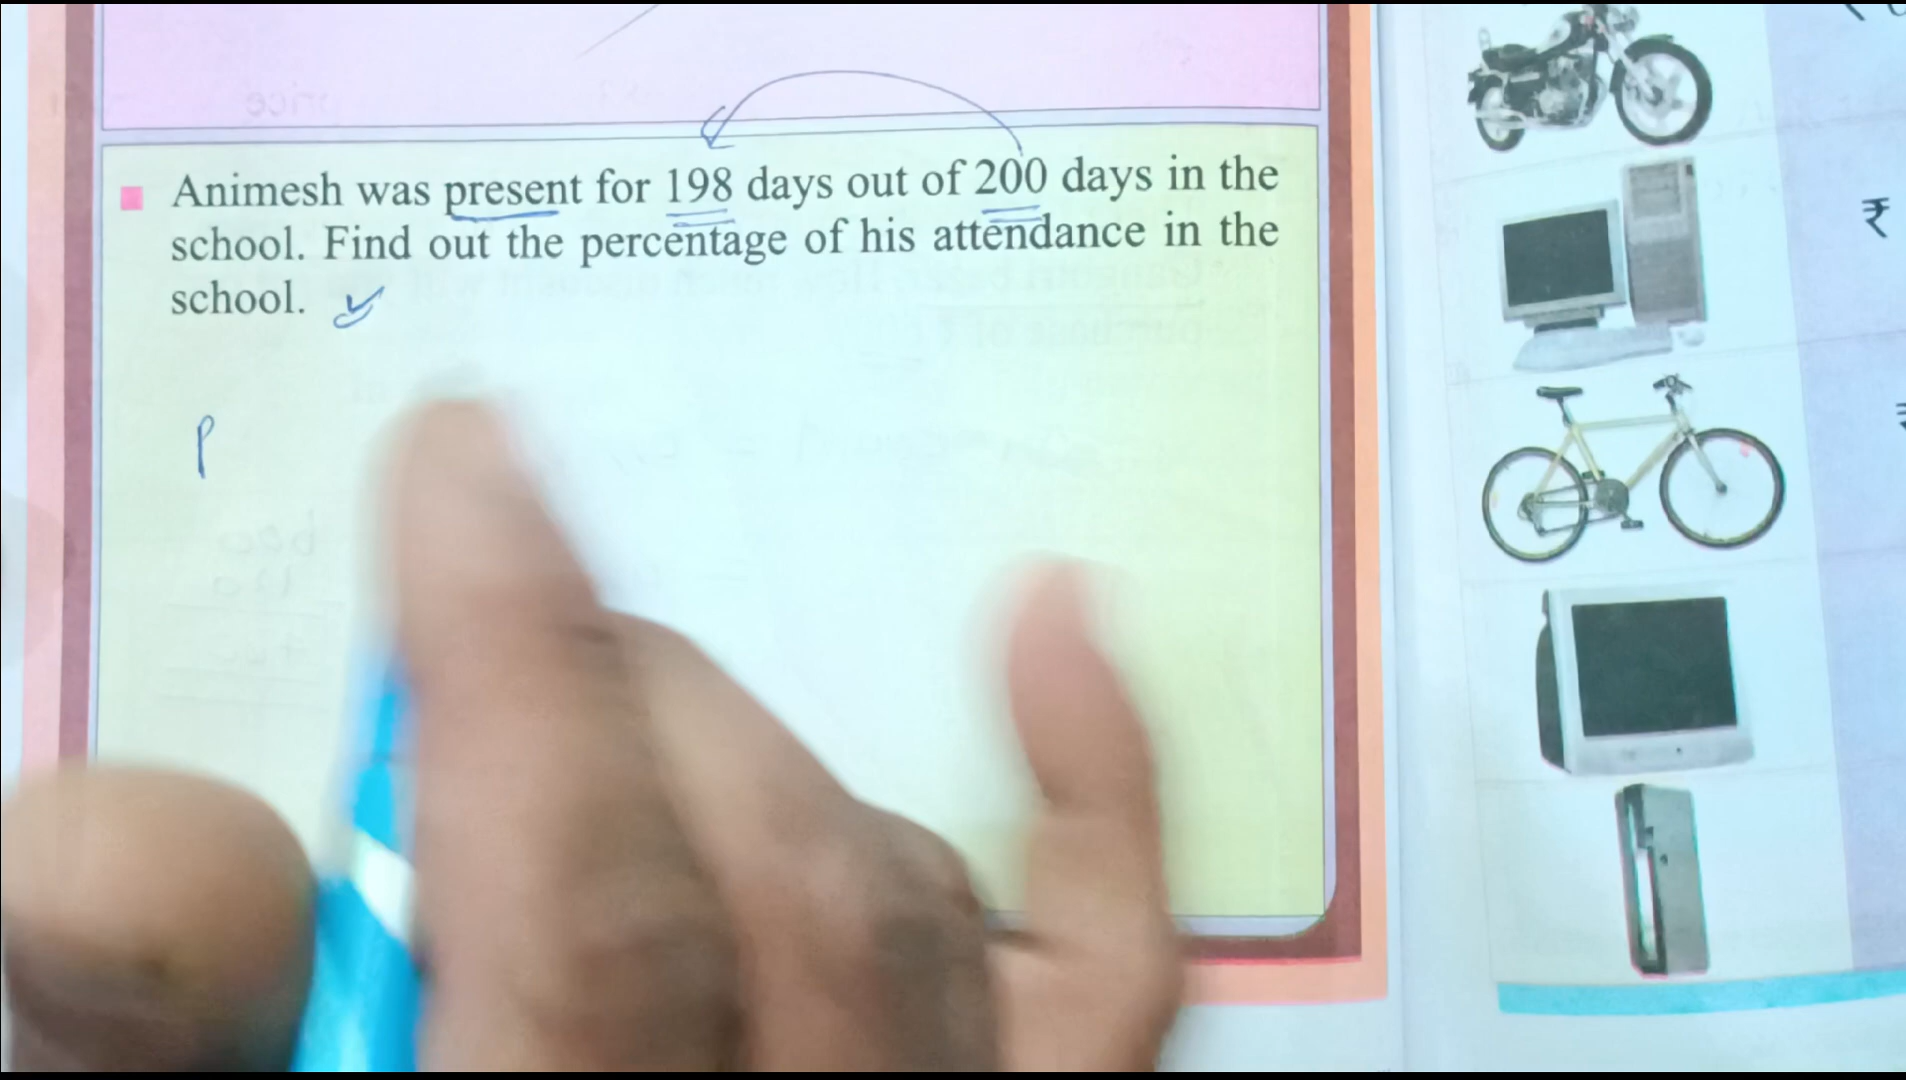 Animesh was present for 198 days out of 200 days in the
school. Find out the percentage of his attendance in the
school.
P
₹